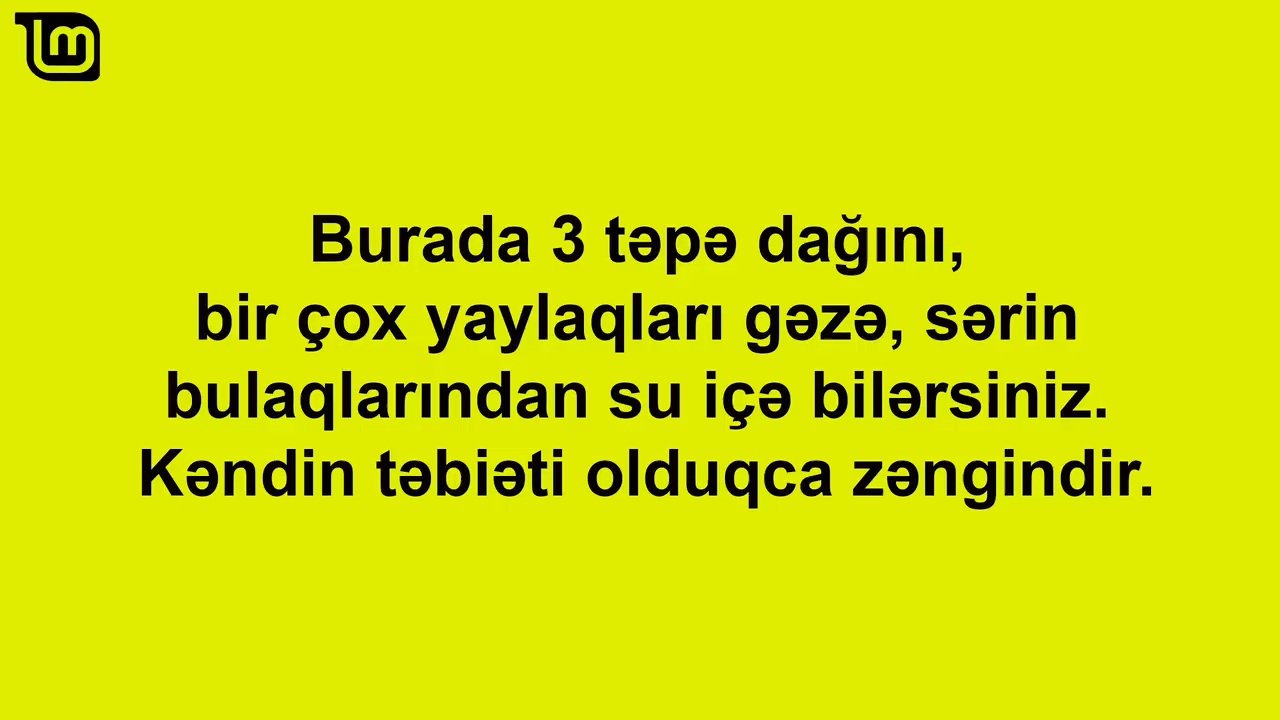 Burada 3 təpə dağını,
bir çox yaylaqları gəzə, sərin
bulaqlarından su içə bilərsiniz.
Kəndin təbiəti olduqca zəngindir.